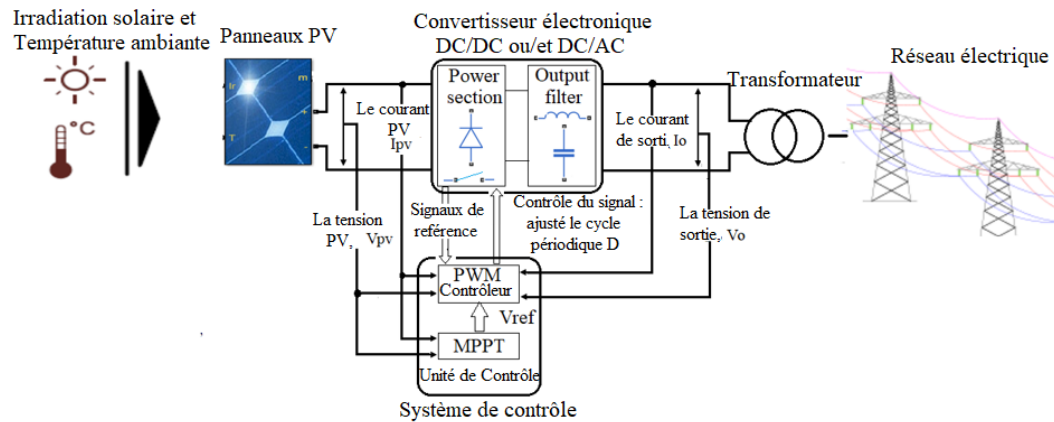 Irradiation solaire et
Température ambiante
°C
Panneaux PV
Ir
m
+
T
-
Convertisseur électronique
DC/DC ou/et DC/AC
Power
section
Output
filter
Le courant
PV
Ipv
Le courant
de sorti, Io
Transformateur
Réseau électrique
La tension
PV, Vpv
Signaux de
refférence
Contrôle du signal :
ajusté le cycle
périodique D
La tension de
sortie, Vo
PWM
Contrôleur
Vref
MPPT
Unité de Contrôle
Système de contrôle